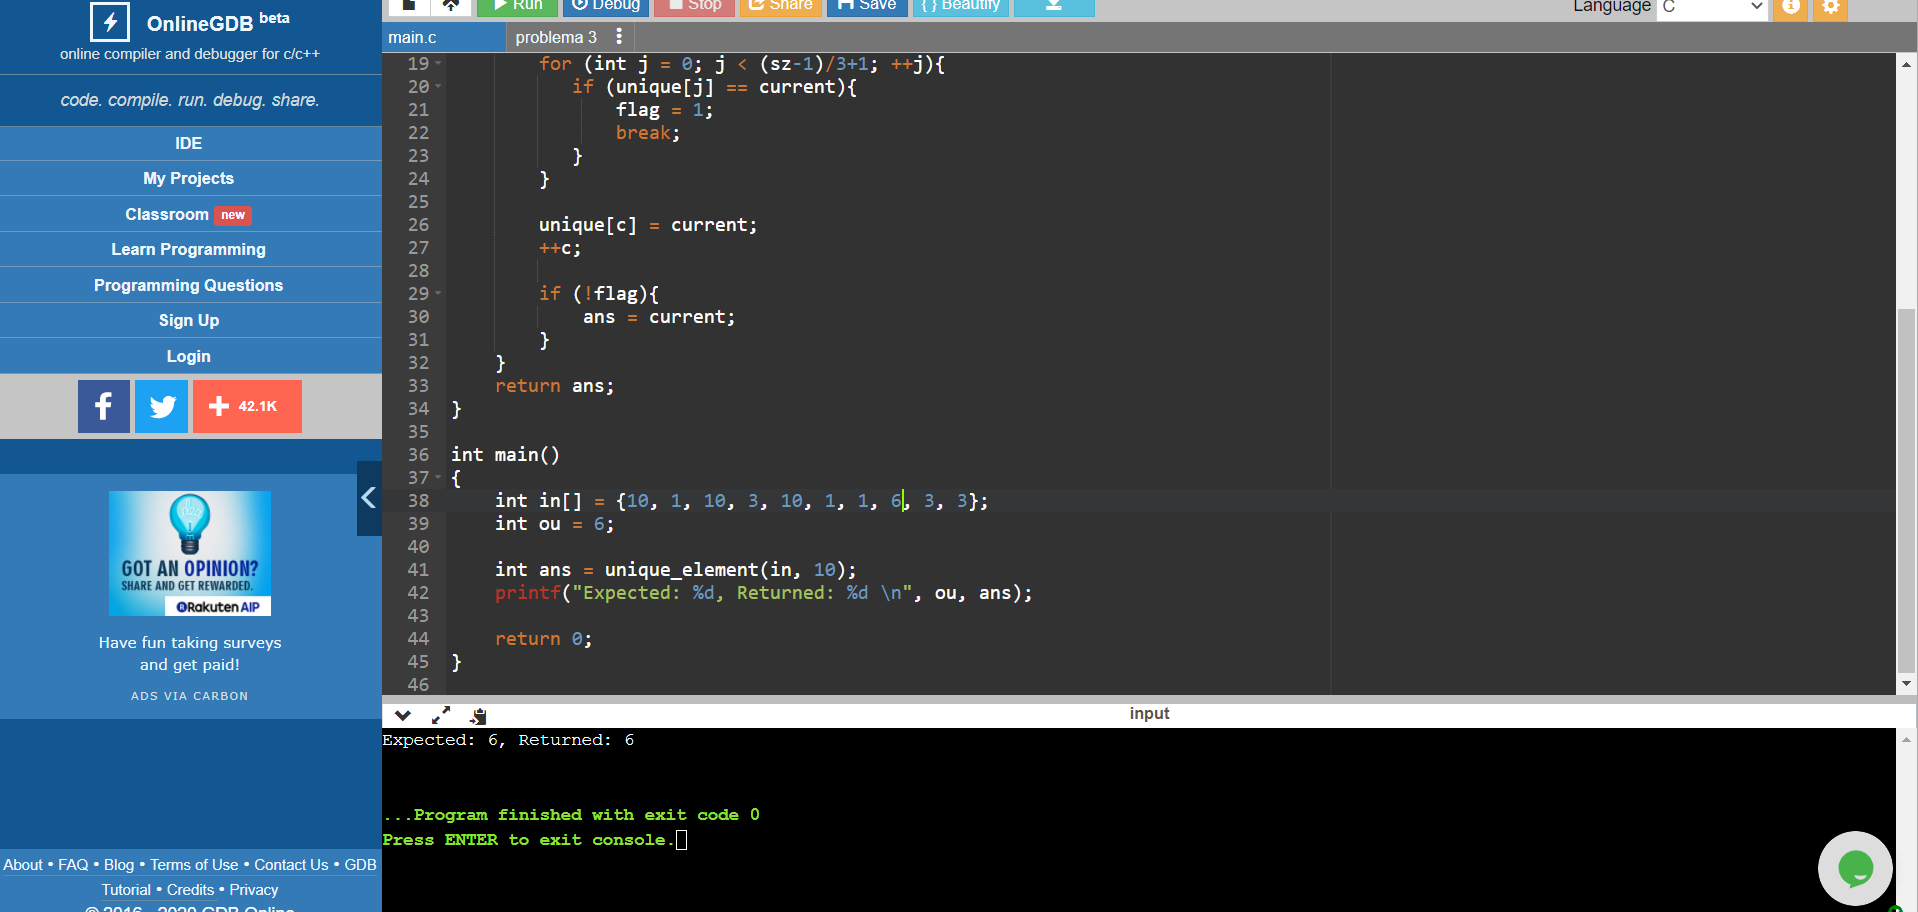 OnlineGDB beta
online compiler and debugger for c/c++
code. compile. run. debug. share.
IDE
My Projects
Classroom new
Learn Programming
Programming Questions
Sign Up
Login
42.1K
GOT AN OPINION?
SHARE AND GET REWARDED.
Rakuten AIP
Have fun taking surveys
and get paid!
ADS VIA CARBON
About • FAQ • Blog • Terms of Use • Contact Us • GDB
Tutorial • Credits • Privacy
© 2016 - 2020 GDB Online
Run Debug Stop Share Save { } Beautify Language C
main.c problema 3
19 for (int j = 0; j < (sz-1)/3+1; ++j){
20 if (unique[j] == current){
21 flag = 1;
22 break;
23 }
24 }
25
26 unique[c] = current;
27 ++c;
28
29 if (!flag){
30 ans = current;
31 }
32 }
33 return ans;
34 }
35
36 int main()
37 {
38 int in[] = {10, 1, 10, 3, 10, 1, 1, 6, 3, 3};
39 int ou = 6;
40
41 int ans = unique_element(in, 10);
42 printf("Expected: %d, Returned: %d \n", ou, ans);
43
44 return 0;
45 }
46
input
Expected: 6, Returned: 6
...Program finished with exit code 0
Press ENTER to exit console.